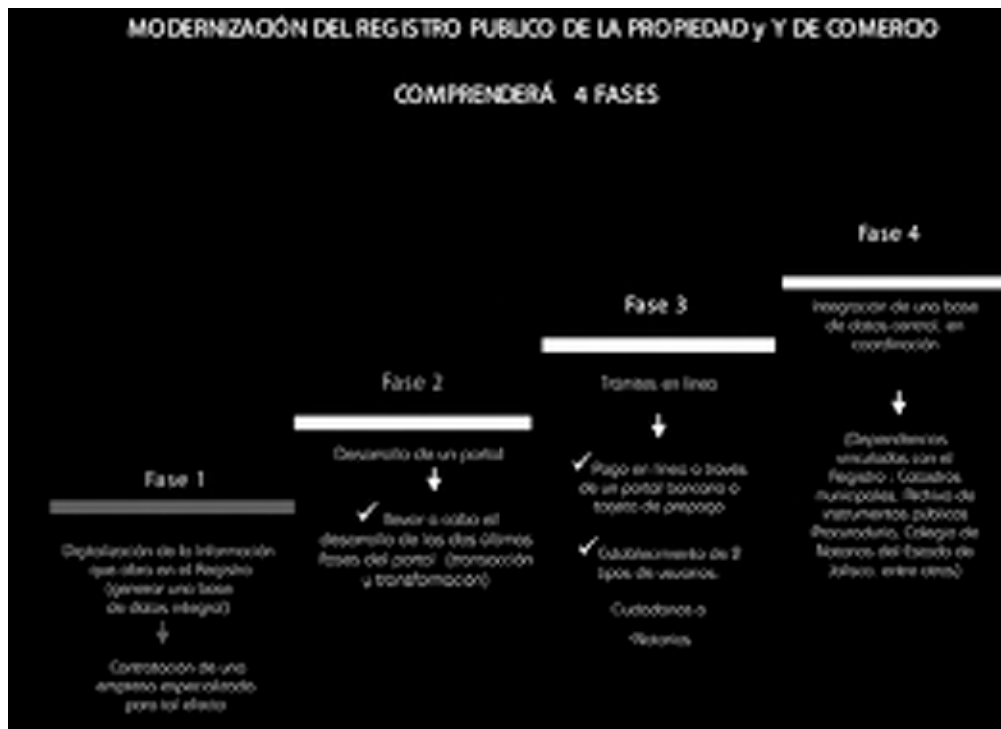 MODERNIZACIÓN DEL REGISTRO PUBLICO DE LA PROPIEDAD y Y DE COMERCIO
COMPRENDERÁ 4 FASES
Fase 1
Digitalización de la Información
que obra en el Registro
(generar una base
de datos integral)
Contratación de una
empresa especializada
para tal efecto
Fase 2
Desarrollo de un portal
llevar a cabo el
desarrollo de las dos últimas
fases del portal (transacción
y transformación)
Fase 3
Tramites en línea
Pago en línea a través
de un portal bancario o
tarjeta de prepago
Establecimiento de 2
tipos de usuarios.
Ciudadanos o
*Notarios
Fase 4
Integración de una base
de datos control, en
coordinación
(Dependencias
vinculadas con el
Registro : Catastros
municipales, Archivo de
instrumentos públicos
Procuraduría, Colegio de
Notarios del Estado de
Jalisco, entre otras)